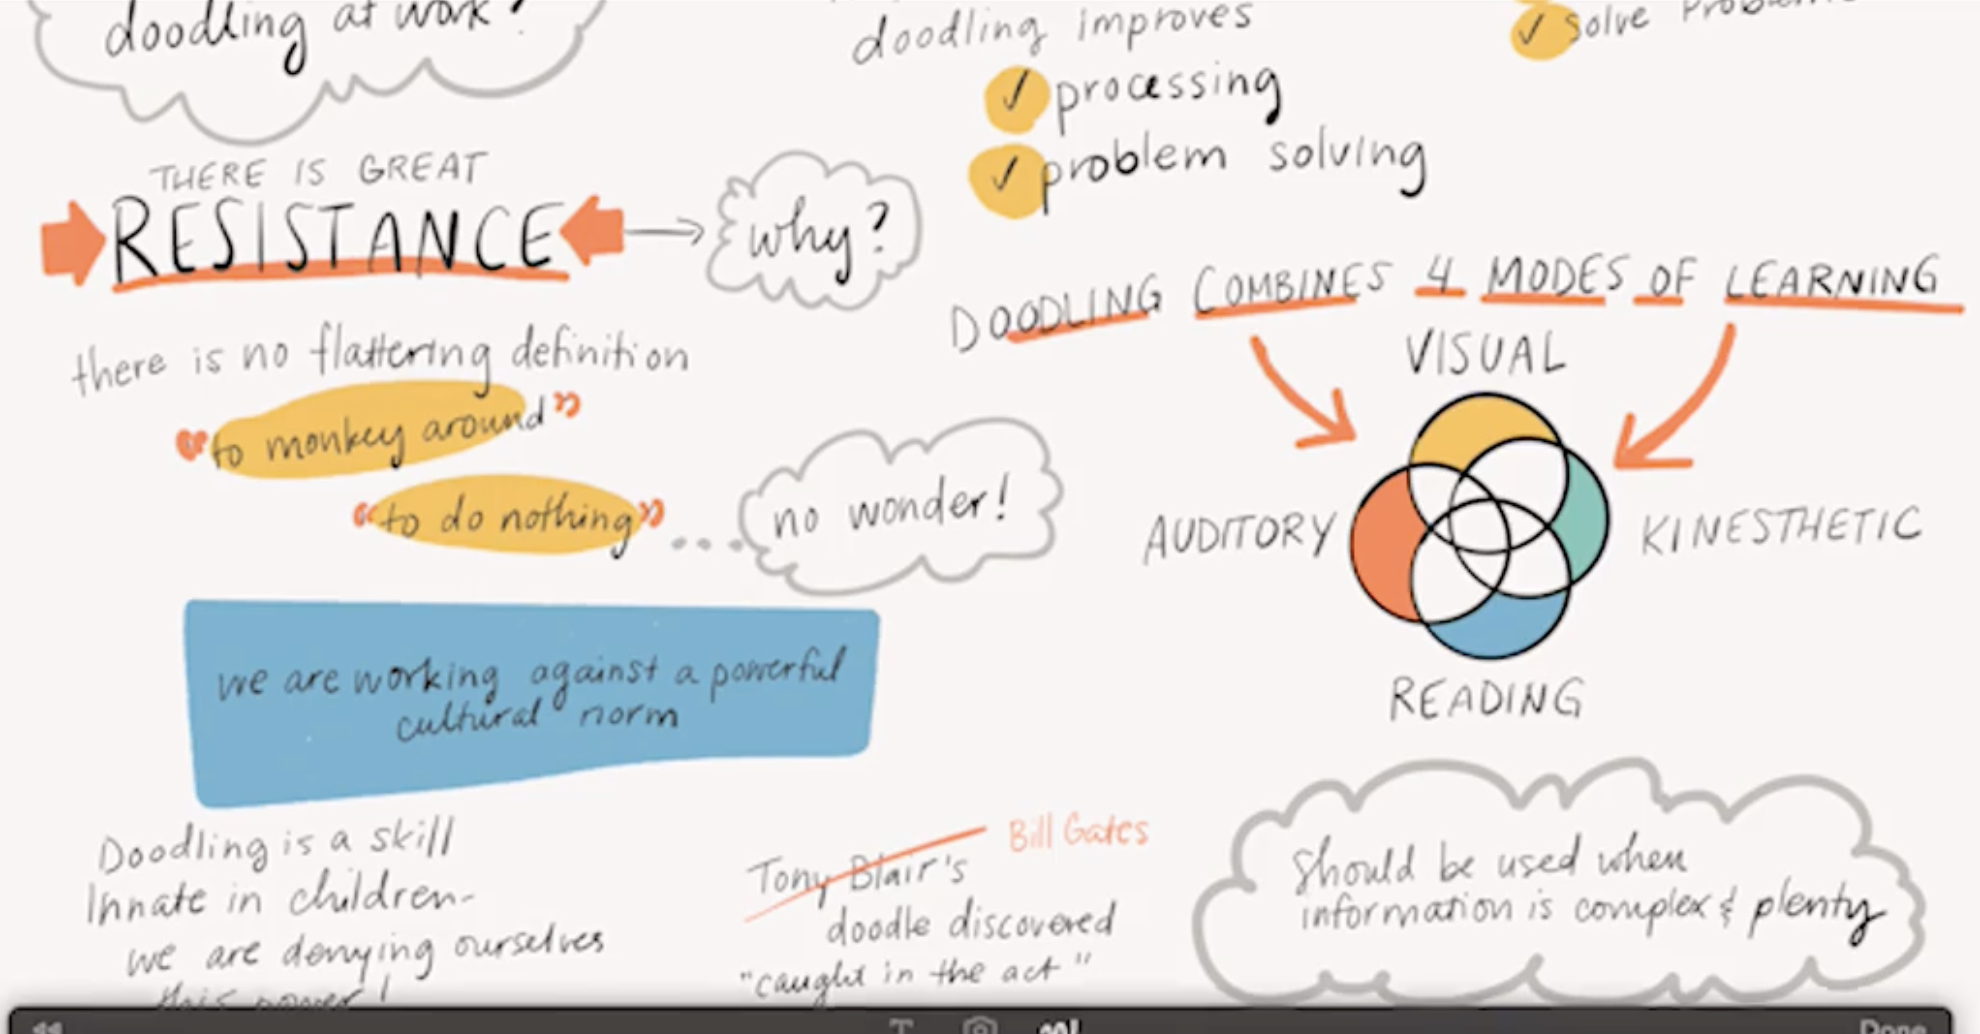 doodling at work?
THERE IS GREAT
RESISTANCE
why?
there is no flattering definition
"to monkey around"
"to do nothing"
... no wonder!
we are working against a powerful
cultural norm
Doodling is a skill
Innate in children-
we are denying ourselves
this power!
doodling improves
✓ processing
✓ problem solving
✓ Solve Problems
DOODLING COMBINES 4 MODES OF LEARNING
VISUAL
AUDITORY
KINESTHETIC
READING
Bill Gates
Tony Blair's
doodle discovered
"caught in the act"
Should be used when
information is complex & plenty
T
Done